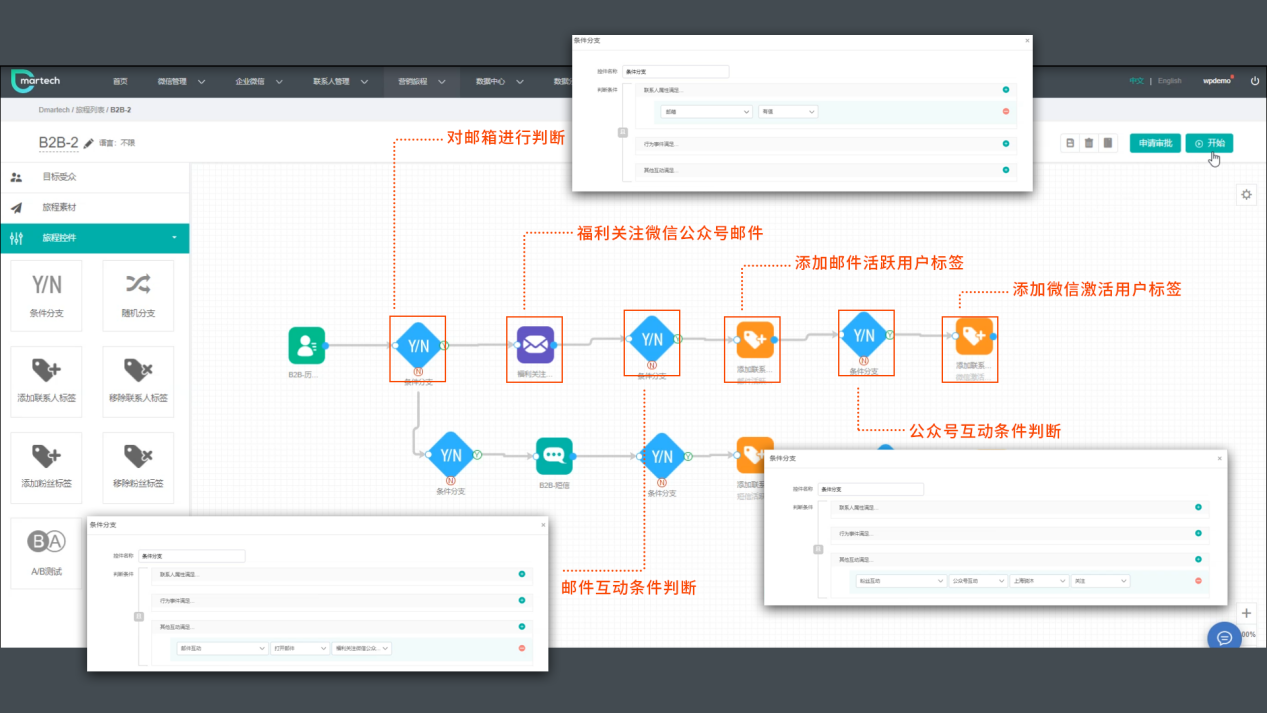 条件分支
×
控件名称
条件分支
判断条件
联系人属性满足...
邮箱
有值
且
行为事件满足...
其他互动满足...
Dmartech
首页
微信管理
企业微信
联系人管理
营销旅程
数据中心
中文 | English
wpdemo
Dmartech / 旅程列表 / B2B-2
B2B-2
语言: 不限
申请审批
开始
目标受众
旅程素材
旅程控件
Y/N
条件分支
随机分支
添加联系人标签
移除联系人标签
添加粉丝标签
移除粉丝标签
B A
A/B测试
对邮箱进行判断
福利关注微信公众号邮件
添加邮件活跃用户标签
添加微信激活用户标签
B2B-历...
Y/N
Y
N
条件分支
福利关注...
Y/N
Y
N
条件分支
添加联系...
Y/N
Y
N
条件分支
添加联系...
微信激活...
公众号互动条件判断
Y/N
Y
N
条件分支
B2B-短信
Y/N
Y
N
条件分支
添加联系
邮件互动条件判断
条件分支
×
控件名称
条件分支
判断条件
联系人属性满足...
行为事件满足...
且
其他互动满足...
邮件互动
打开邮件
福利关注微信公众...
条件分支
×
控件名称
条件分支
判断条件
联系人属性满足...
行为事件满足...
且
其他互动满足...
粉丝互动
公众号互动
上海驰沐
关注
00%